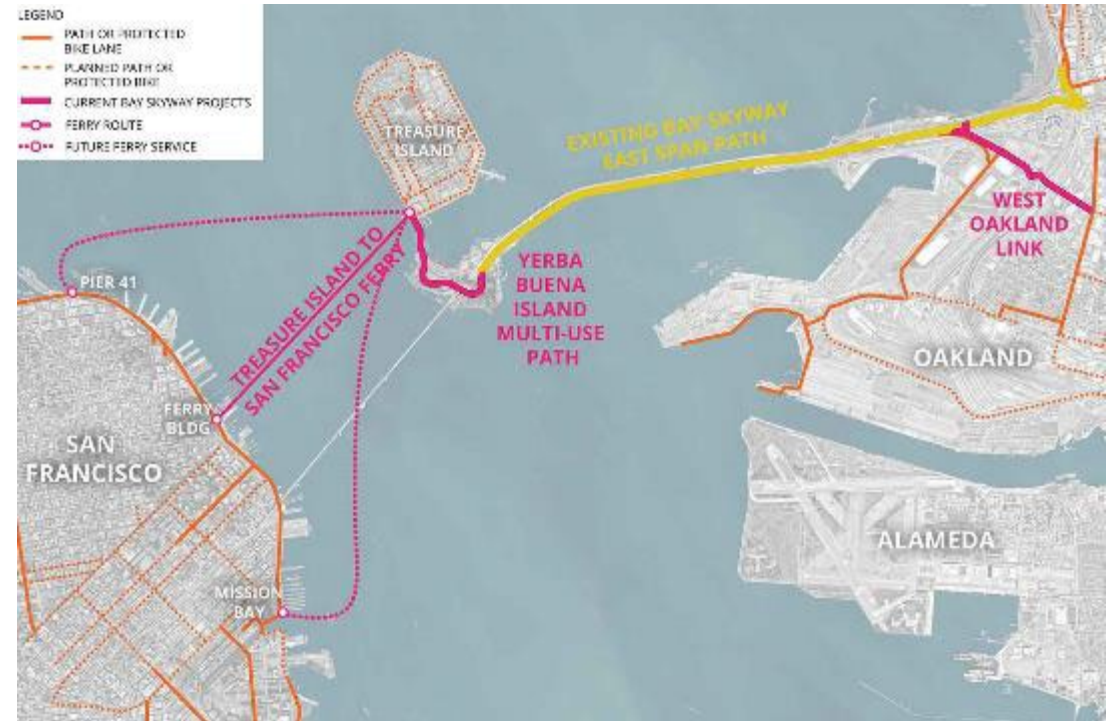 LEGEND
PATH OR PROTECTED
BIKE LANE
PLANNED PATH OR
PROTECTED BIKE
CURRENT BAY SKYWAY PROJECTS
FERRY ROUTE
FUTURE FERRY SERVICE
TREASURE
ISLAND
EXISTING BAY SKYWAY
EAST SPAN PATH
WEST
OAKLAND
LINK
PIER 41
TREASURE ISLAND TO
SAN FRANCISCO FERRY
YERBA
BUENA
ISLAND
MULTI-USE
PATH
OAKLAND
FERRY
BLDG
SAN
FRANCISCO
ALAMEDA
MISSION
BAY